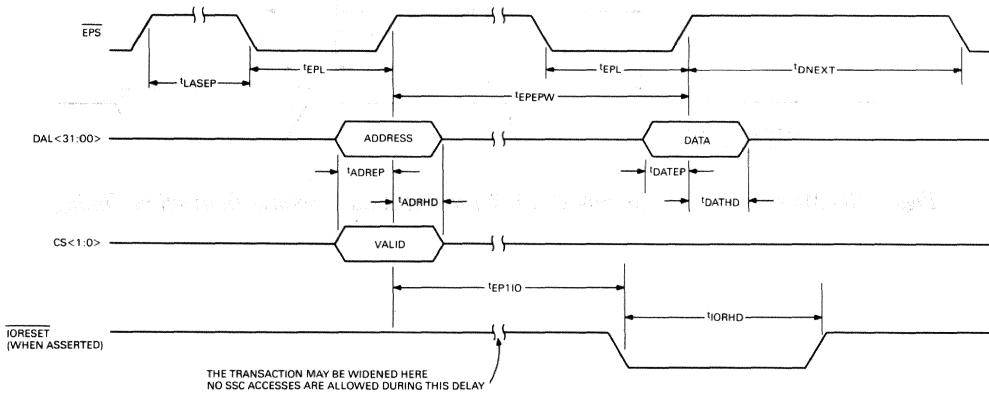 EPS
tLASEP
tEPL
tEPL
tDNEXT
tEPEPW
DAL<31:00>
ADDRESS
DATA
tADREP
tADRHD
tDATEP
tDATHD
CS<1:0>
VALID
tEP1IO
tIORHD
IORESET
(WHEN ASSERTED)
THE TRANSACTION MAY BE WIDENED HERE
NO SSC ACCESSES ARE ALLOWED DURING THIS DELAY